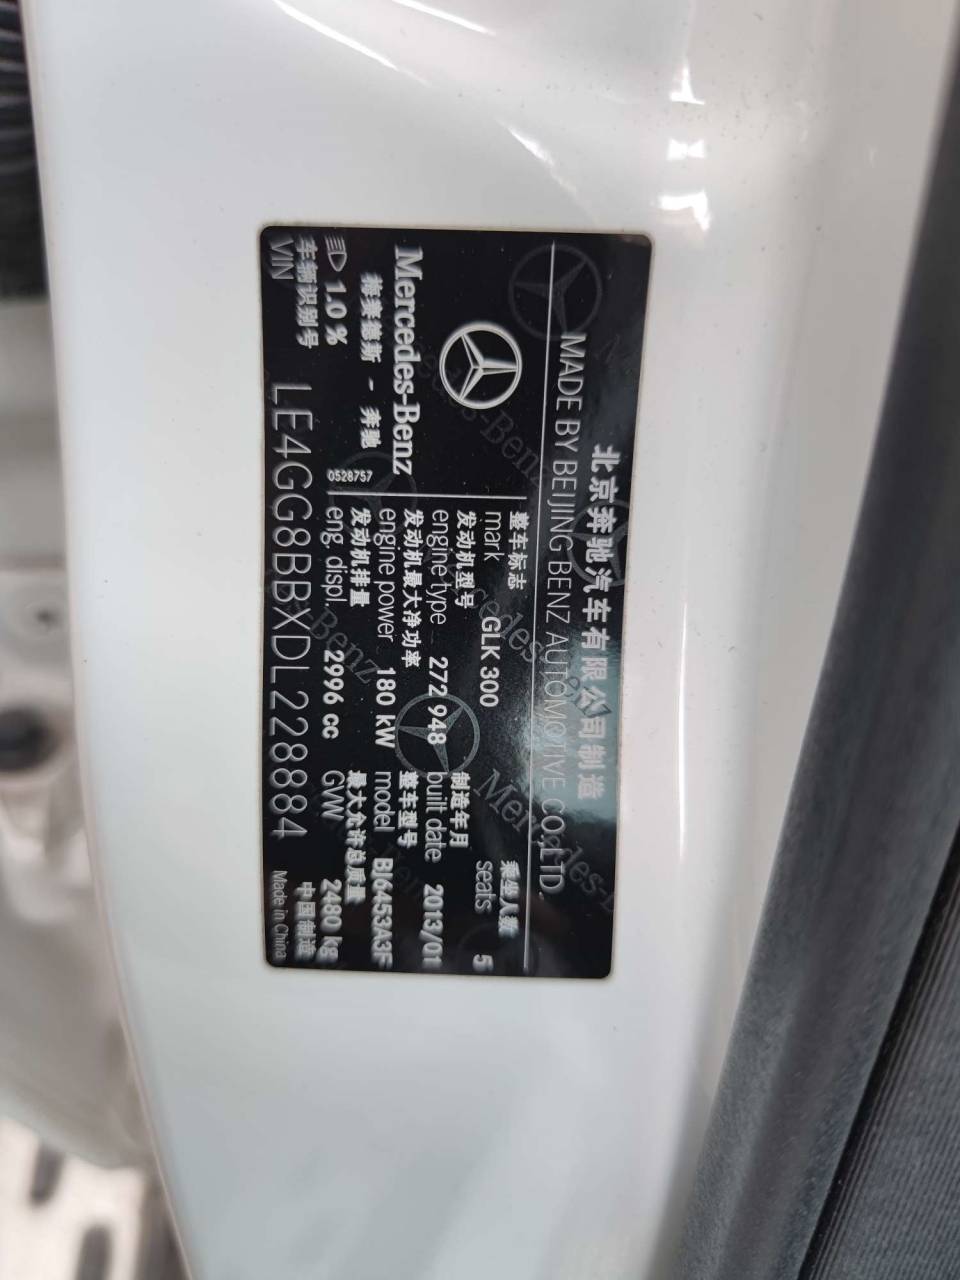 北京奔驰汽车有限公司制造
MADE BY BEIJING BENZ AUTOMOTIVE CO.,LTD.
Mercedes-Benz
梅赛德斯 - 奔驰
1.0 %
0528757
整车标志
mark GLK 300
乘坐人数
seats 5
发动机型号
engine type 272 948
制造年月
built date 2013/01
发动机最大净功率
engine power 180 kW
整车型号
model BJ6453A3F
发动机排量
eng. displ. 2996 cc
最大允许总质量
GVW 2480 kg
车辆识别号
VIN LE4GG8BBXDL228884
中国制造
Made in China